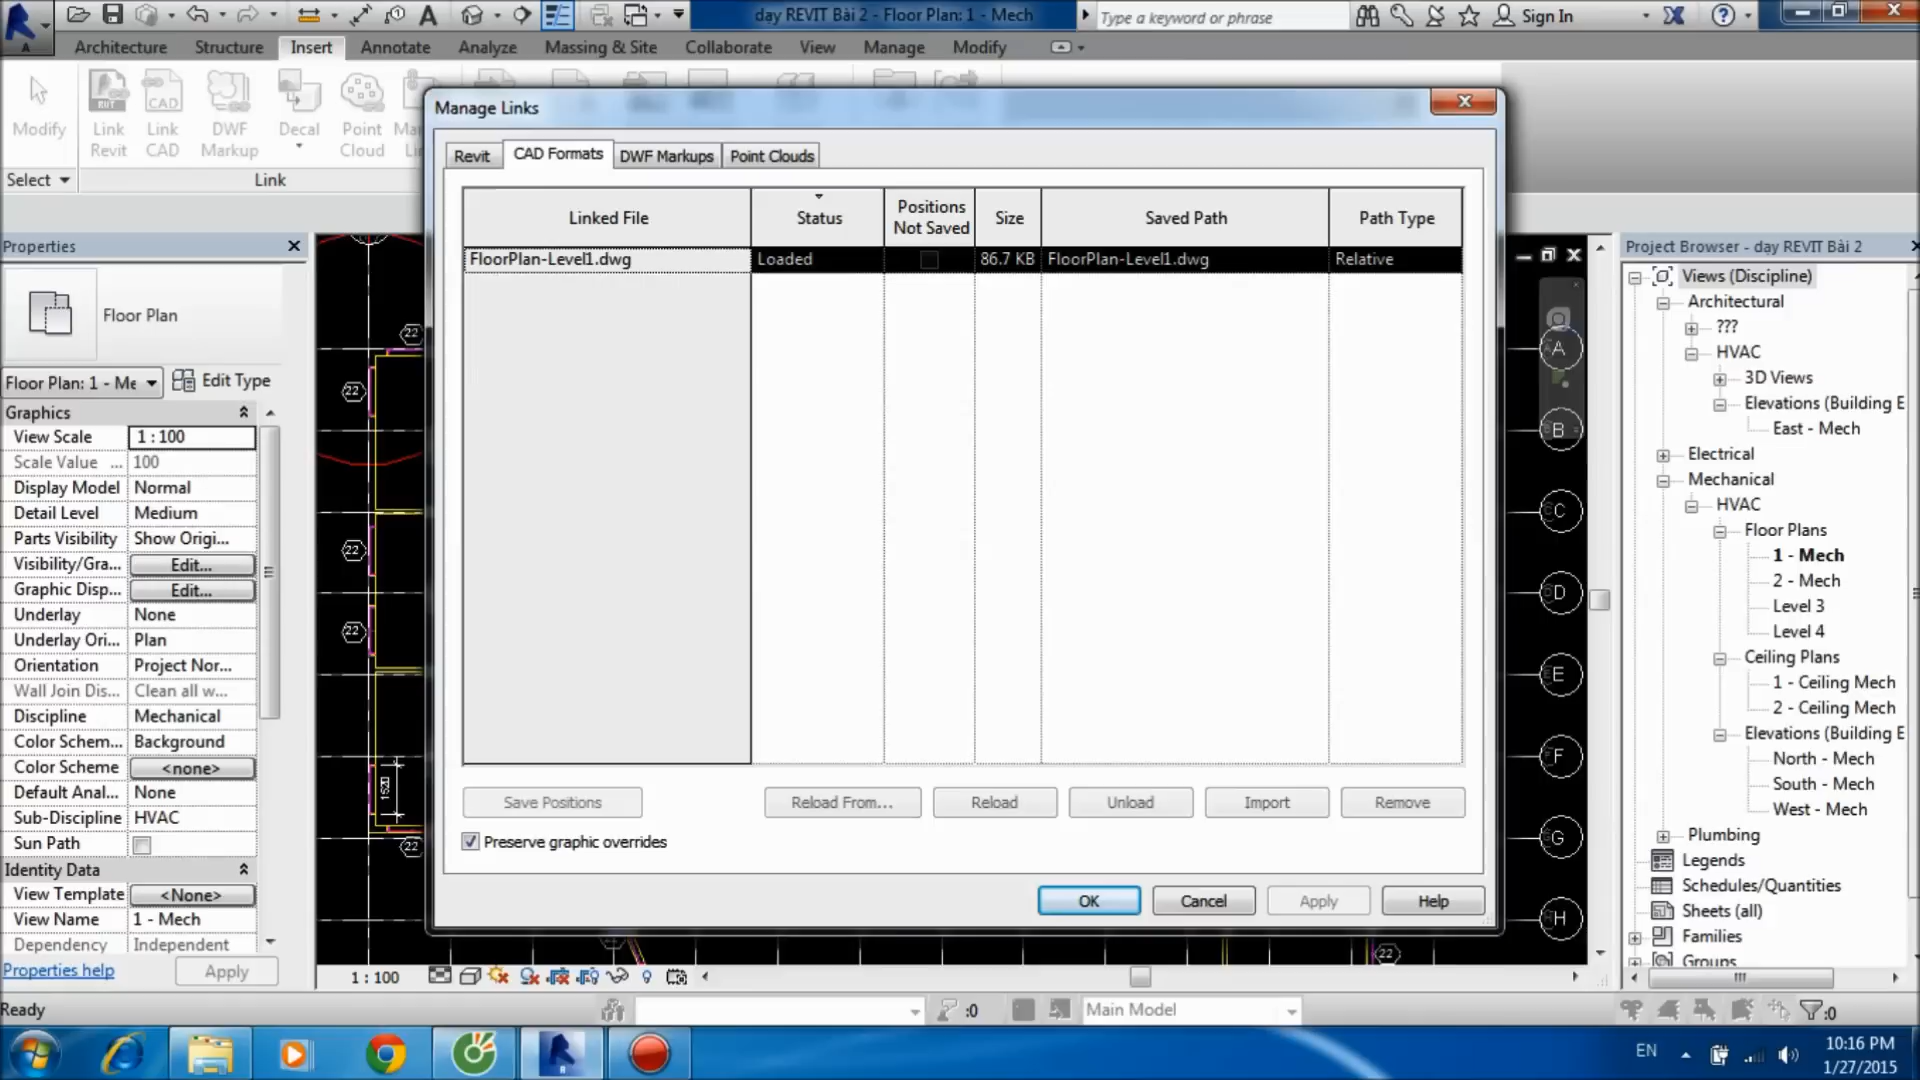 day REVIT Bài 2 - Floor Plan: 1 - Mech
Type a keyword or phrase
Sign In
Architecture
Structure
Insert
Annotate
Analyze
Massing & Site
Collaborate
View
Manage
Modify
Modify
Link
Revit
Link
CAD
DWF
Markup
Decal
Point
Cloud
Select
Link
Manage Links
Revit
CAD Formats
DWF Markups
Point Clouds
Linked File
Status
Positions
Not Saved
Size
Saved Path
Path Type
FloorPlan-Level1.dwg
Loaded
86.7 KB
FloorPlan-Level1.dwg
Relative
Save Positions
Reload From...
Reload
Unload
Import
Remove
Preserve graphic overrides
OK
Cancel
Apply
Help
Properties
Floor Plan
Floor Plan: 1 - Me
Edit Type
Graphics
View Scale 1 : 100
Scale Value ... 100
Display Model Normal
Detail Level Medium
Parts Visibility Show Origi...
Visibility/Gra... Edit...
Graphic Disp... Edit...
Underlay None
Underlay Ori... Plan
Orientation Project Nor...
Wall Join Dis... Clean all w...
Discipline Mechanical
Color Schem... Background
Color Scheme <none>
Default Anal... None
Sub-Discipline HVAC
Sun Path
Identity Data
View Template <None>
View Name 1 - Mech
Dependency Independent
Properties help
Apply
22
22
22
22
1520
22
22
A
B
C
D
E
F
G
H
Project Browser - day REVIT Bài 2
Views (Discipline)
Architectural
???
HVAC
3D Views
Elevations (Building E
East - Mech
Electrical
Mechanical
HVAC
Floor Plans
1 - Mech
2 - Mech
Level 3
Level 4
Ceiling Plans
1 - Ceiling Mech
2 - Ceiling Mech
Elevations (Building E
North - Mech
South - Mech
West - Mech
Plumbing
Legends
Schedules/Quantities
Sheets (all)
Families
Groups
1 : 100
Ready
:0
Main Model
:0
EN
10:16 PM
1/27/2015